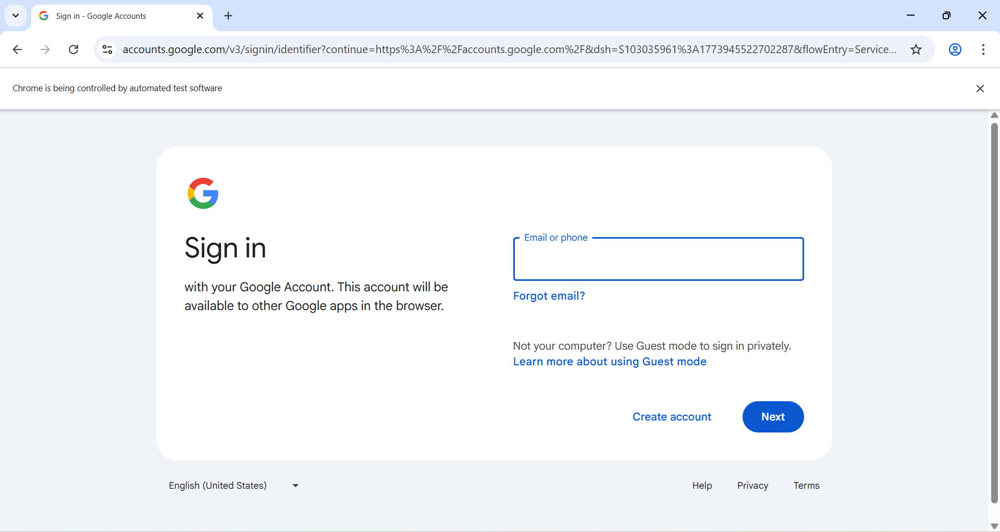 Sign in - Google Accounts
accounts.google.com/v3/signin/identifier?continue=https%3A%2F%2Faccounts.google.com%2F&dsh=S103035961%3A1773945522702287&flowEntry=Service...
Chrome is being controlled by automated test software
Sign in
with your Google Account. This account will be
available to other Google apps in the browser.
Email or phone
Forgot email?
Not your computer? Use Guest mode to sign in privately.
Learn more about using Guest mode
Create account
Next
English (United States)
Help
Privacy
Terms